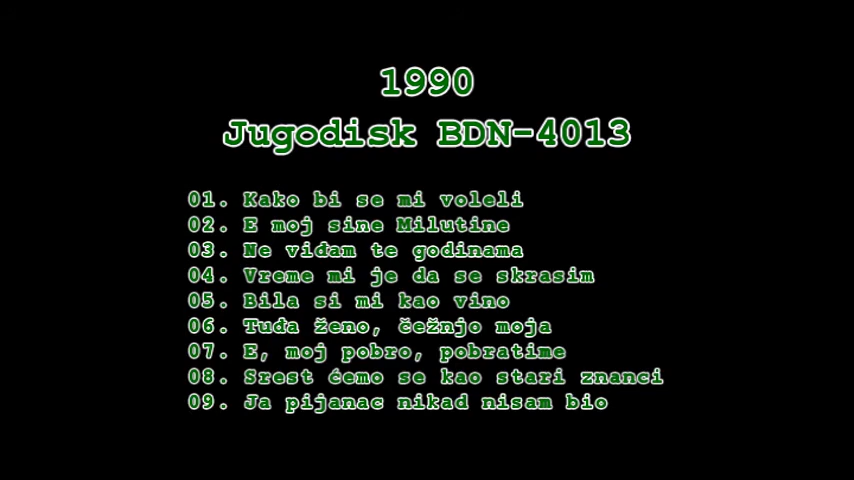 1990
Jugodisk BDN-4013
01. Kako bi se mi voleli
02. E moj sine Milutine
03. Ne viđam te godinama
04. Vreme mi je da se skrasim
05. Bila si mi kao vino
06. Tuđa ženo, čežnjo moja
07. E, moj pobro, pobratime
08. Srest ćemo se kao stari znanci
09. Ja pijanac nikad nisam bio